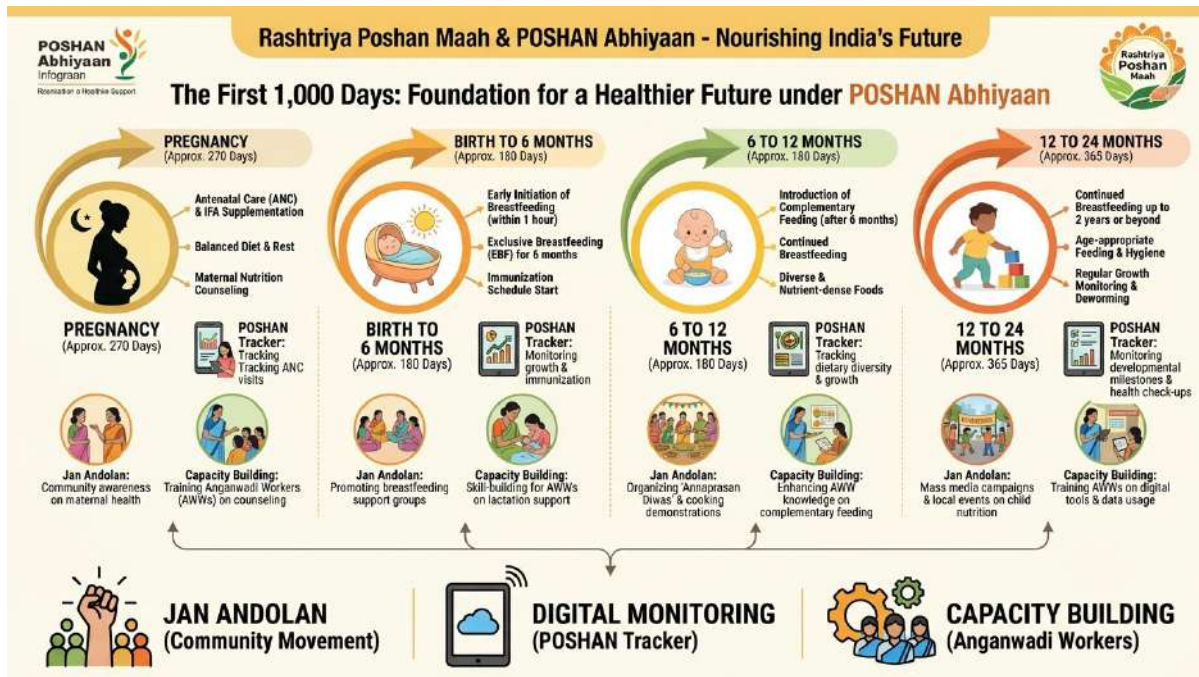 POSHAN
Abhiyaan
Infograan
Rashtriya Poshan Maah & POSHAN Abhiyaan - Nourishing India's Future
Rashtriya
Poshan
Maah
The First 1,000 Days: Foundation for a Healthier Future under POSHAN Abhiyaan
PREGNANCY
(Approx. 270 Days)
Antenatal Care (ANC)
& IFA Supplementation
Balanced Diet & Rest
Maternal Nutrition
Counseling
PREGNANCY
(Approx. 270 Days)
POSHAN
Tracker:
Tracking
Tracking ANC
visits
Jan Andolan:
Community awareness
on maternal health
Capacity Building:
Training Anganwadi Workers
(AWWs) on counseling
BIRTH TO 6 MONTHS
(Approx. 180 Days)
Early Initiation of
Breastfeeding
(within 1 hour)
Exclusive Breastfeeding
(EBF) for 6 months
Immunization
Schedule Start
BIRTH TO
6 MONTHS
(Approx. 180 Days)
POSHAN
Tracker:
Monitoring
growth &
immunization
Jan Andolan:
Promoting breastfeeding
support groups
Capacity Building:
Skill-building for AWWs
on lactation support
6 TO 12 MONTHS
(Approx. 180 Days)
Introduction of
Complementary
Feeding (after 6 months)
Continued
Breastfeeding
Diverse &
Nutrient-dense Foods
6 TO 12
MONTHS
(Approx. 180 Days)
POSHAN
Tracker:
Tracking
dietary diversity
& growth
Jan Andolan:
Organizing 'Annaprasan
Diwas' & cooking
demonstrations
Capacity Building:
Enhancing AWW
knowledge on
complementary feeding
12 TO 24 MONTHS
(Approx. 365 Days)
Continued
Breastfeeding up to
2 years or beyond
Age-appropriate
Feeding & Hygiene
Regular Growth
Monitoring &
Deworming
12 TO 24
MONTHS
(Approx. 365 Days)
POSHAN
Tracker:
Monitoring
developmental
milestones &
health check-ups
Jan Andolan:
Mass media campaigns
& local events on child
nutrition
Capacity Building:
Training AWWs on digital
tools & data usage
JAN ANDOLAN
(Community Movement)
DIGITAL MONITORING
(POSHAN Tracker)
CAPACITY BUILDING
(Anganwadi Workers)